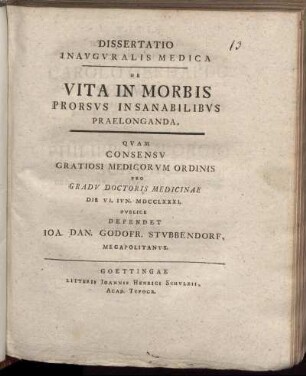 13
DISSERTATIO
INAVGVRALIS MEDICA
DE
VITA IN MORBIS
PRORSVS INSANABILIBVS
PRAELONGANDA,
QVAM
CONSENSV
GRATIOSI MEDICORVM ORDINIS
PRO
GRADV DOCTORIS MEDICINAE
DIE VI. IVN. MDCCLXXXI.
PVBLICE
DEFENDET
IOA. DAN. GODOFR. STVBBENDORF,
MEGAPOLITANVS.
GOETTINGAE
LITTERIS IOANNIS HENRICI SCHVLZII,
ACAD. TYPOGR.